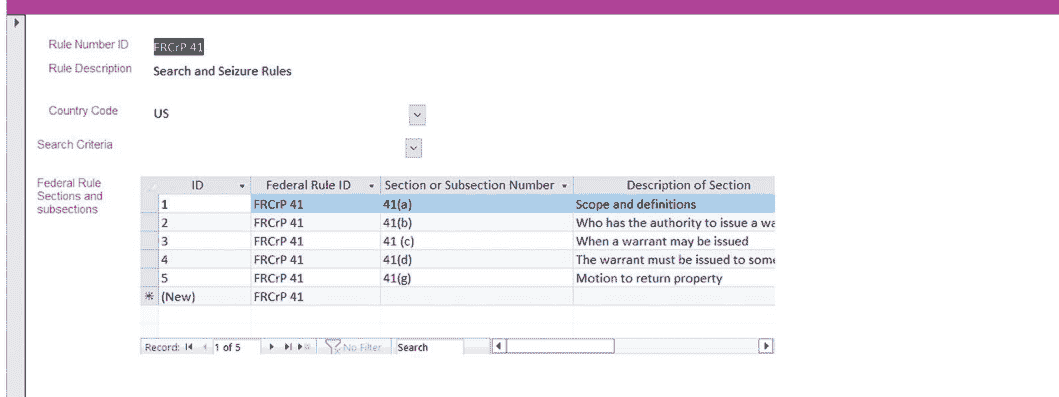 Rule Number ID FRCrP 41
Rule Description Search and Seizure Rules
Country Code US
Search Criteria
Federal Rule Sections and subsections
ID Federal Rule ID Section or Subsection Number Description of Section
1 FRCrP 41 41(a) Scope and definitions
2 FRCrP 41 41(b) Who has the authority to issue a wa
3 FRCrP 41 41 (c) When a warrant may be issued
4 FRCrP 41 41(d) The warrant must be issued to some
5 FRCrP 41 41(g) Motion to return property
(New) FRCrP 41
Record: 1 of 5 No Filter Search